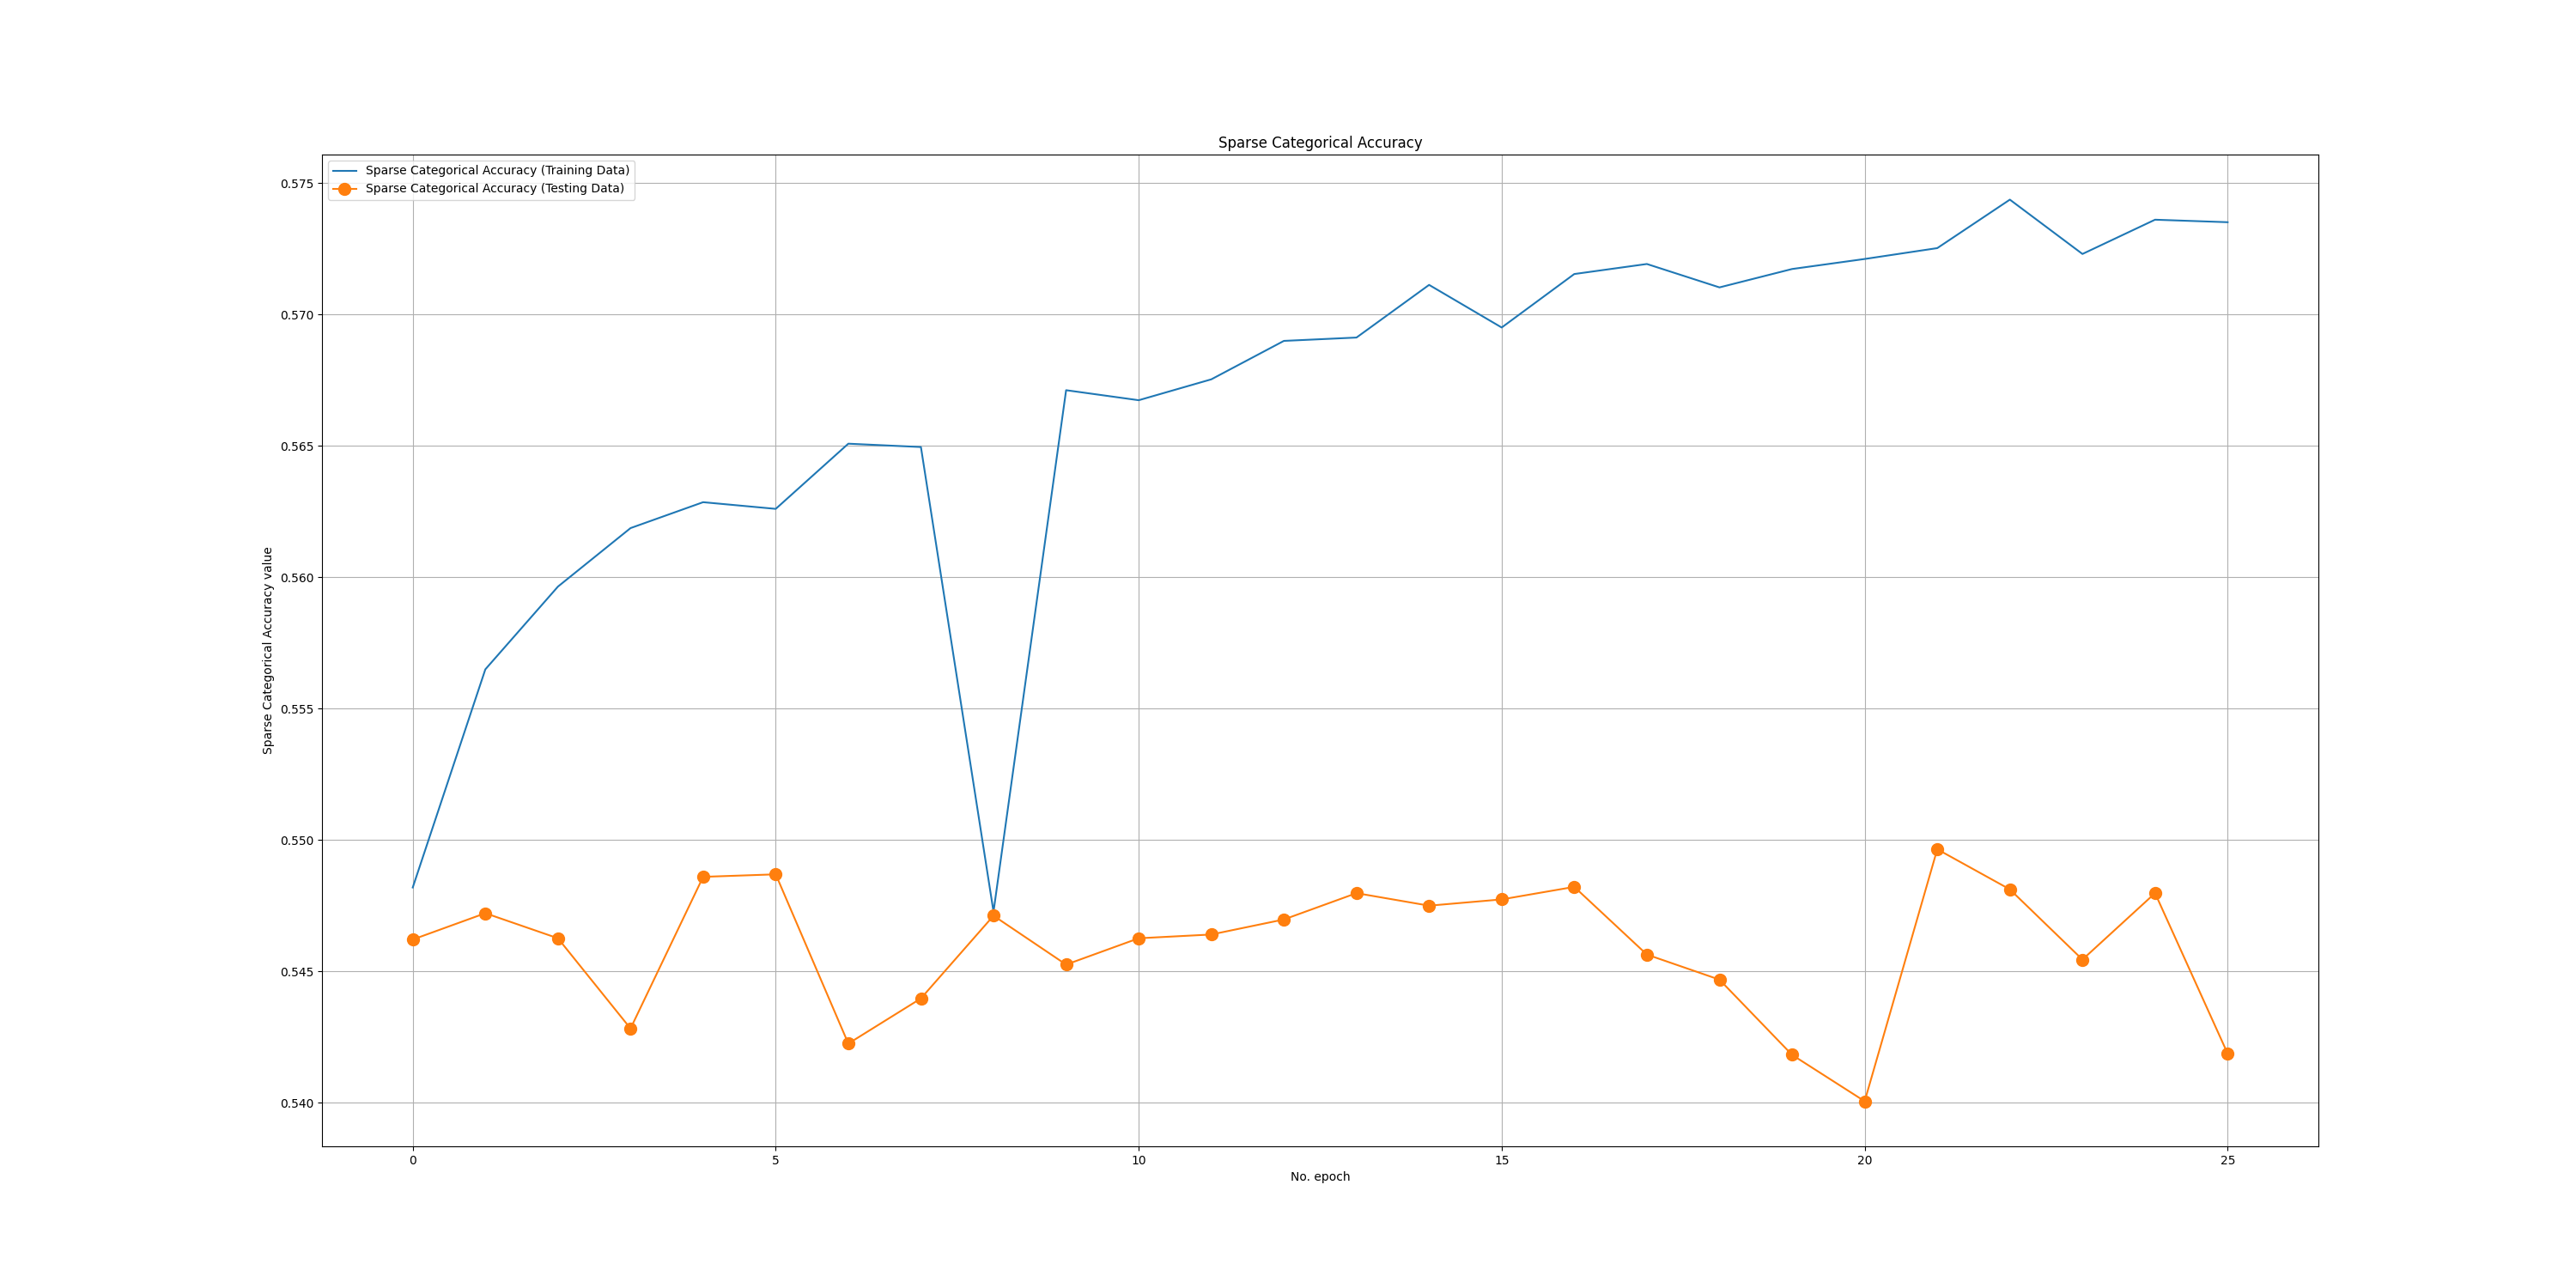 Sparse Categorical Accuracy
Sparse Categorical Accuracy (Training Data)
Sparse Categorical Accuracy (Testing Data)
0.575
0.570
0.565
0.560
0.555
0.550
0.545
0.540
Sparse Categorical Accuracy value
0 5 10 15 20 25
No. epoch